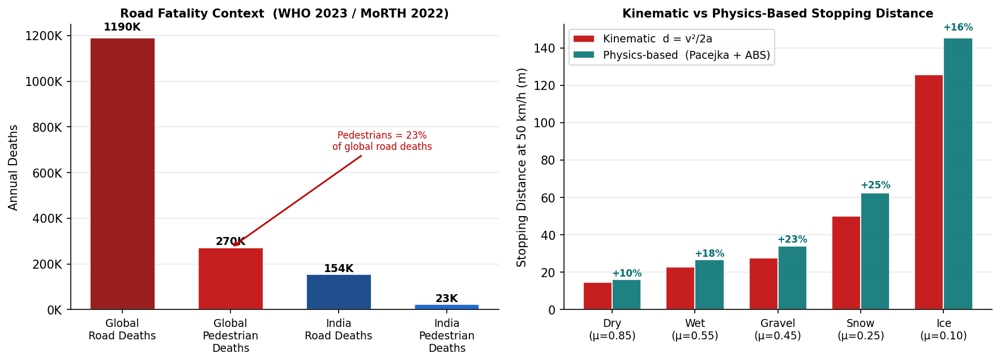 Road Fatality Context (WHO 2023 / MoRTH 2022)
Annual Deaths
1200K
1000K
800K
600K
400K
200K
0K
1190K
270K
154K
23K
Pedestrians = 23%
of global road deaths
Global
Road Deaths
Global
Pedestrian
Deaths
India
Road Deaths
India
Pedestrian
Deaths
Kinematic vs Physics-Based Stopping Distance
Kinematic d = v²/2a
Physics-based (Pacejka + ABS)
Stopping Distance at 50 km/h (m)
140
120
100
80
60
40
20
0
+10%
+18%
+23%
+25%
+16%
Dry
(μ=0.85)
Wet
(μ=0.55)
Gravel
(μ=0.45)
Snow
(μ=0.25)
Ice
(μ=0.10)